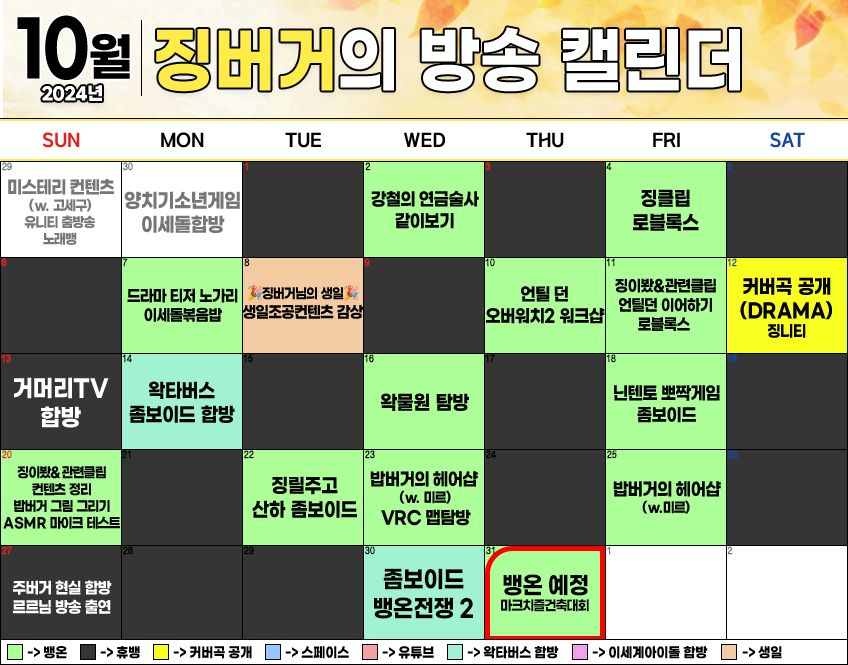 10월
2024년
징버거의 방송 캘린더
SUN MON TUE WED THU FRI SAT
29
미스테리 컨텐츠
(w. 고세구)
유니티 춤방송
노래뱅
30
양치기소년게임
이세돌합방
1
2
강철의 연금술사
같이보기
3
4
징클립
로블록스
5
6
7
드라마 티저 노가리
이세돌볶음밥
8
🎉징버거님의 생일🎉
생일조공컨텐츠 감상
9
10
언틸 던
오버워치2 워크샵
11
징이봤&관련클립
언틸던 이어하기
로블록스
12
커버곡 공개
(DRAMA)
징니티
13
거머리TV
합방
14
왁타버스
좀보이드 합방
15
16
왁물원 탐방
17
18
닌텐토 뽀짝게임
좀보이드
19
20
징이봤&관련클립
컨텐츠 정리
밥버거 그림 그리기
ASMR 마이크 테스트
21
22
징릴주고
산하 좀보이드
23
밥버거의 헤어샵
(w. 미르)
VRC 맵탐방
24
25
밥버거의 헤어샵
(w.미르)
26
27
주버거 현실 합방
르르님 방송 출연
28
29
30
좀보이드
뱅온전쟁 2
31
뱅온 예정
마크치즐건축대회
1
2
-> 뱅온 -> 휴뱅 -> 커버곡 공개 -> 스페이스 -> 유튜브 -> 왁타버스 합방 -> 이세계아이돌 합방 -> 생일